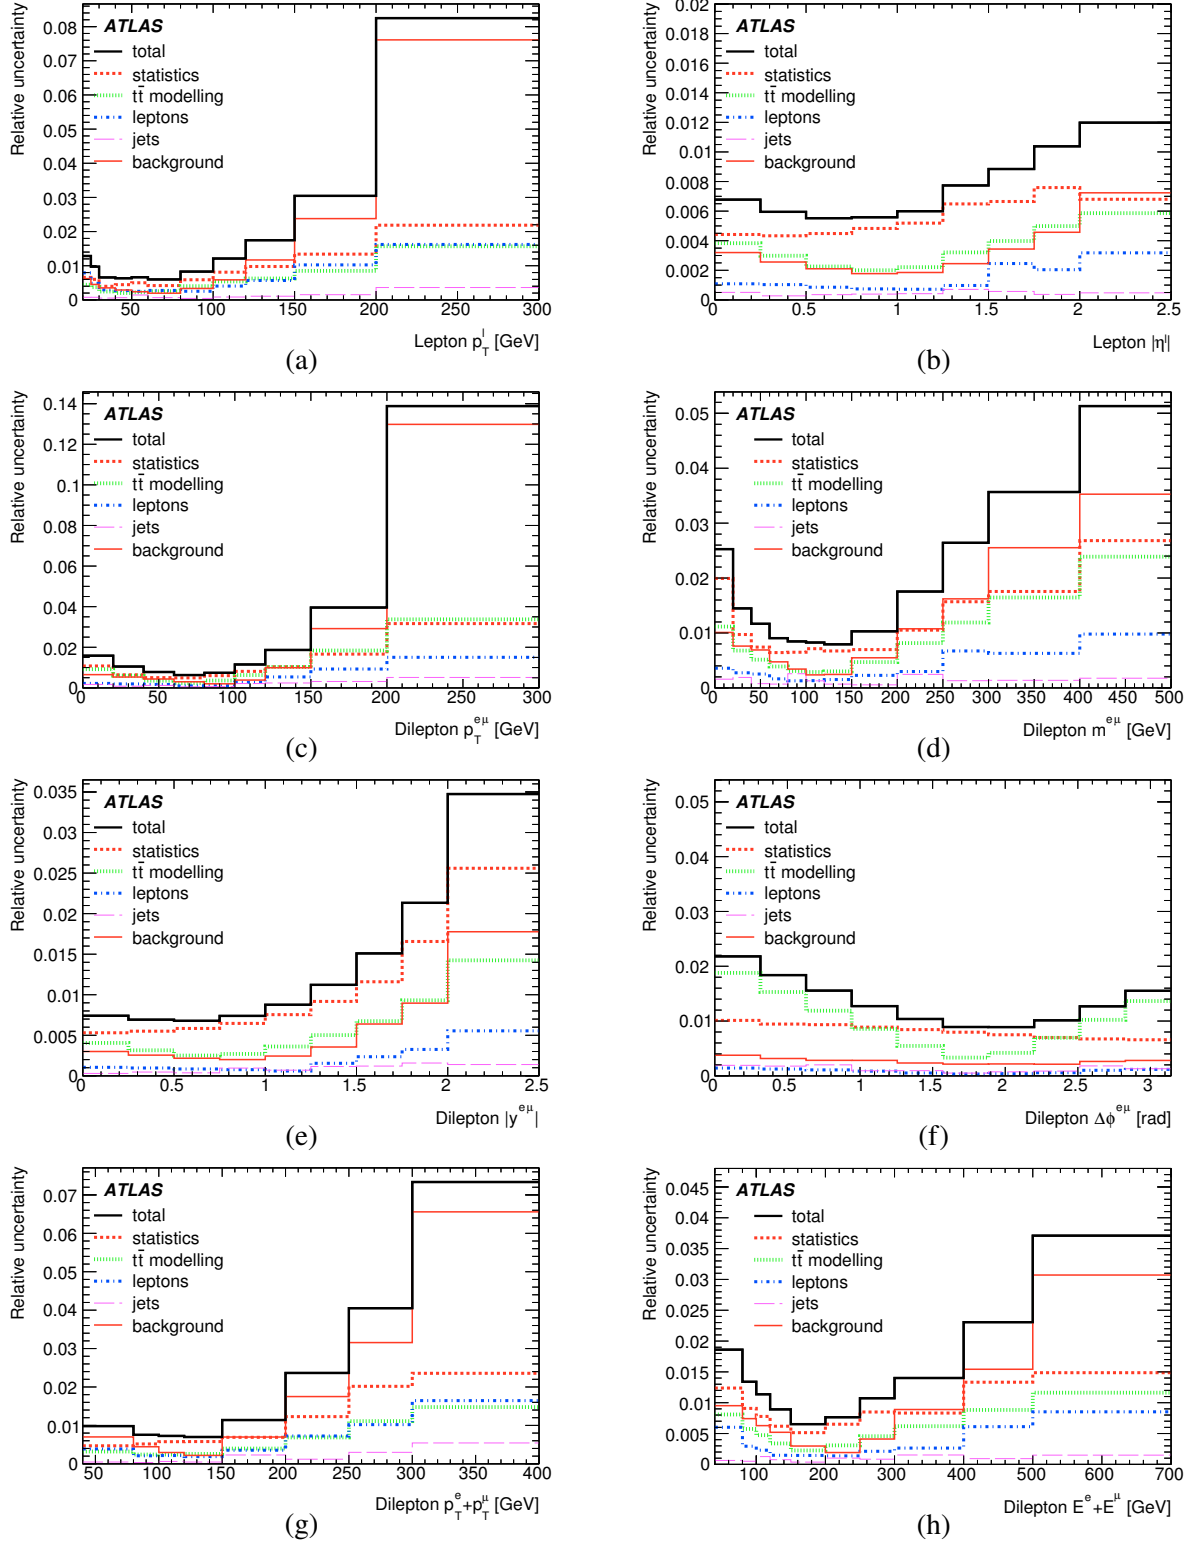 Relative uncertainty
ATLAS
total
statistics
tt̄ modelling
leptons
jets
background
0.08
0.07
0.06
0.05
0.04
0.03
0.02
0.01
0
50 100 150 200 250 300
Lepton p_T^l [GeV]
(a)
Relative uncertainty
ATLAS
total
statistics
tt̄ modelling
leptons
jets
background
0.02
0.018
0.016
0.014
0.012
0.01
0.008
0.006
0.004
0.002
0
0 0.5 1 1.5 2 2.5
Lepton |η^l|
(b)
Relative uncertainty
ATLAS
total
statistics
tt̄ modelling
leptons
jets
background
0.14
0.12
0.1
0.08
0.06
0.04
0.02
0
0 50 100 150 200 250 300
Dilepton p_T^{eμ} [GeV]
(c)
Relative uncertainty
ATLAS
total
statistics
tt̄ modelling
leptons
jets
background
0.05
0.04
0.03
0.02
0.01
0
0 50 100 150 200 250 300 350 400 450 500
Dilepton m^{eμ} [GeV]
(d)
Relative uncertainty
ATLAS
total
statistics
tt̄ modelling
leptons
jets
background
0.035
0.03
0.025
0.02
0.015
0.01
0.005
0
0 0.5 1 1.5 2 2.5
Dilepton |y^{eμ}|
(e)
Relative uncertainty
ATLAS
total
statistics
tt̄ modelling
leptons
jets
background
0.05
0.04
0.03
0.02
0.01
0
0 0.5 1 1.5 2 2.5 3
Dilepton Δϕ^{eμ} [rad]
(f)
Relative uncertainty
ATLAS
total
statistics
tt̄ modelling
leptons
jets
background
0.07
0.06
0.05
0.04
0.03
0.02
0.01
0
50 100 150 200 250 300 350 400
Dilepton p_T^e+p_T^μ [GeV]
(g)
Relative uncertainty
ATLAS
total
statistics
tt̄ modelling
leptons
jets
background
0.045
0.04
0.035
0.03
0.025
0.02
0.015
0.01
0.005
0
100 200 300 400 500 600 700
Dilepton E^e+E^μ [GeV]
(h)